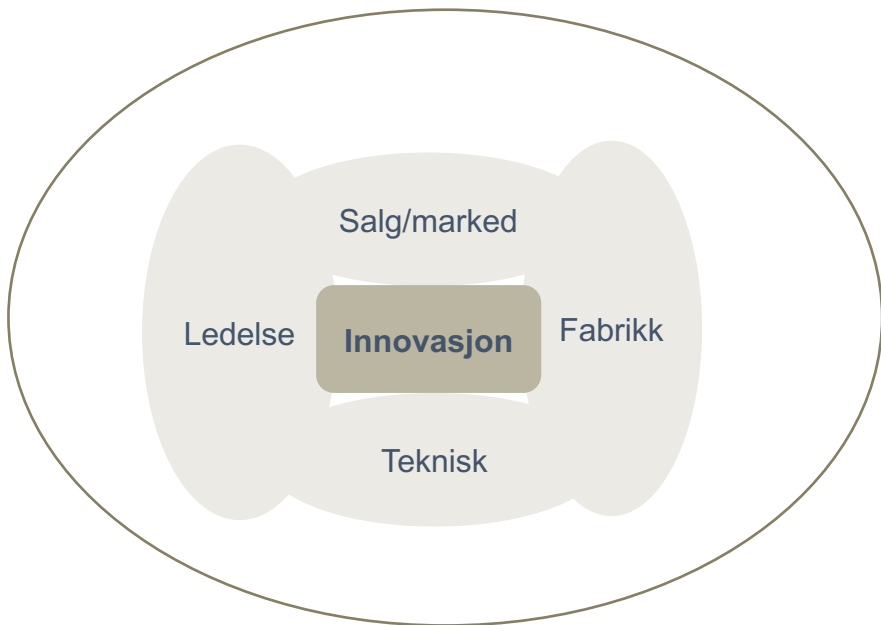 Salg/marked
Ledelse
Innovasjon
Fabrikk
Teknisk